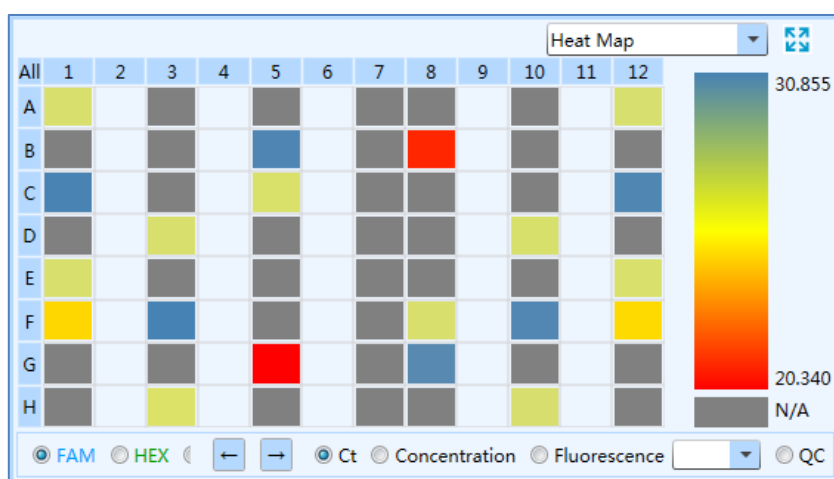 Heat Map
All 1 2 3 4 5 6 7 8 9 10 11 12
30.855
A
B
C
D
E
F
G
20.340
H
N/A
FAM HEX ← → Ct Concentration Fluorescence QC